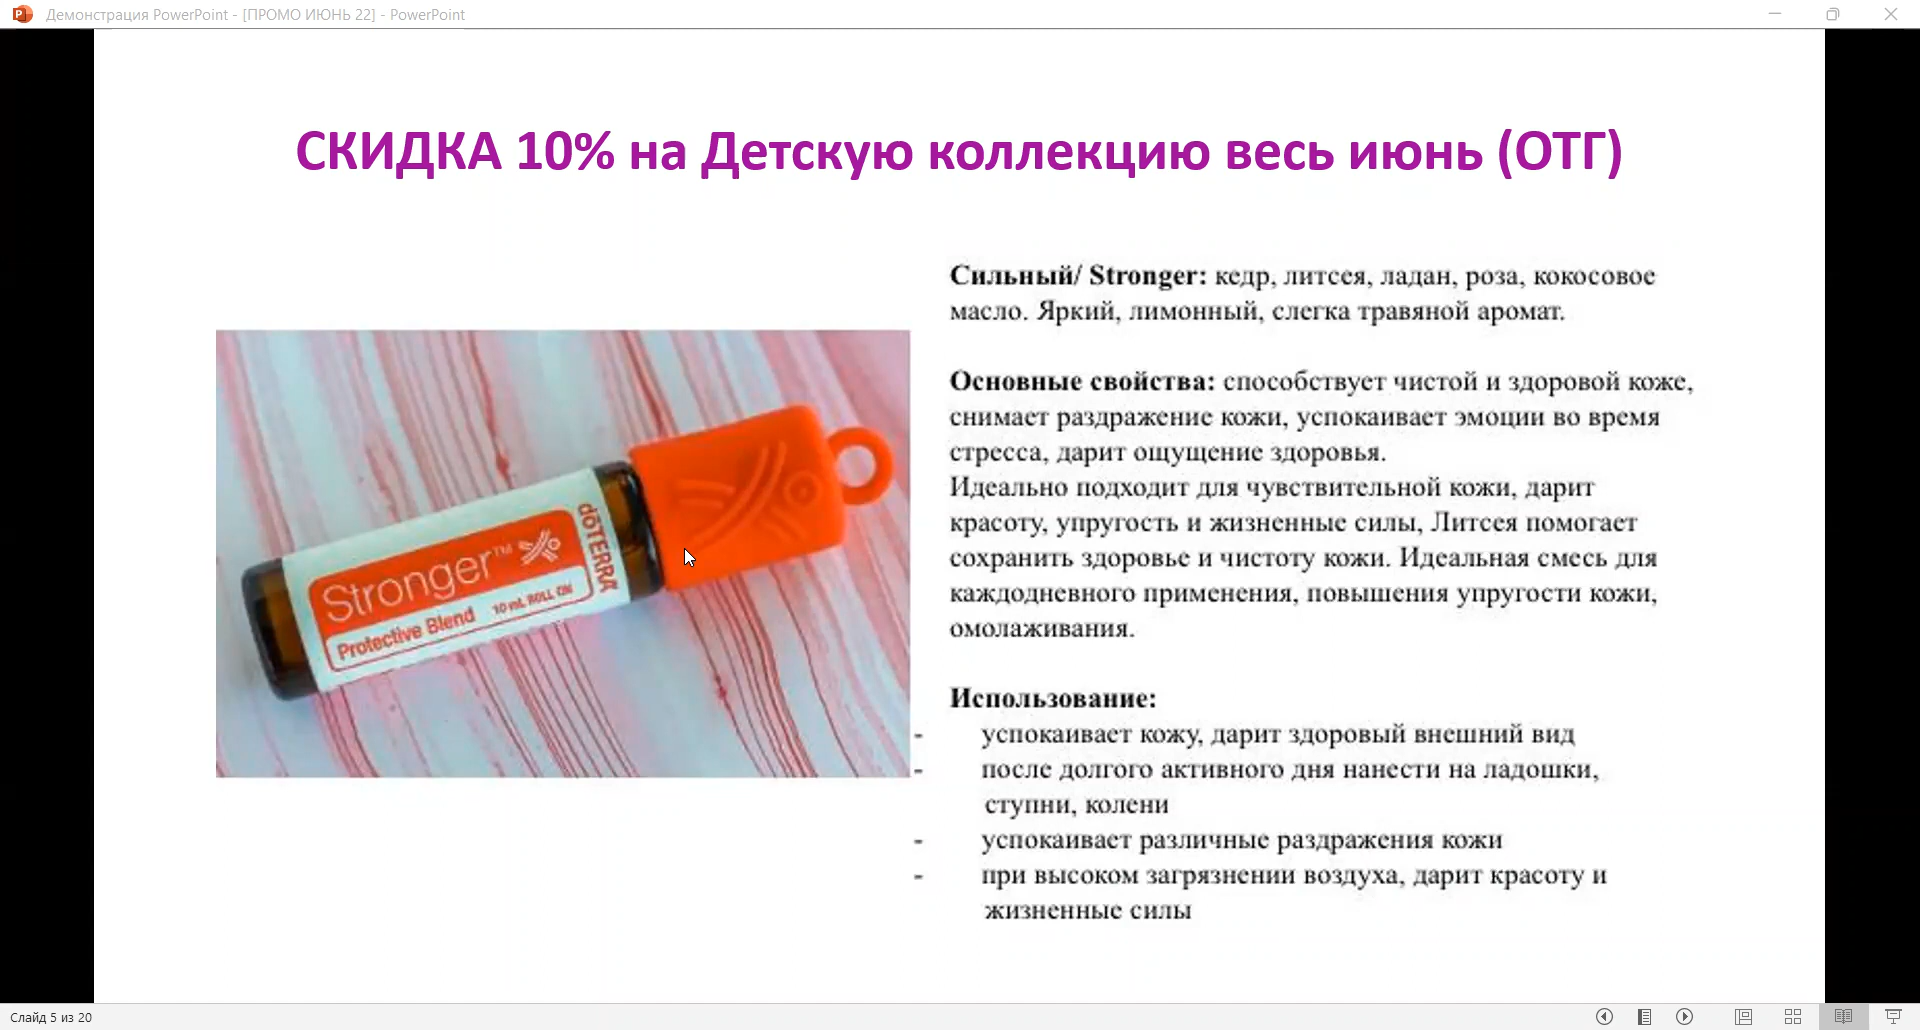 Демонстрация PowerPoint - [ПРОМО ИЮНЬ 22] - PowerPoint
СКИДКА 10% на Детскую коллекцию весь июнь (ОТГ)
Сильный/ Stronger: кедр, литсея, ладан, роза, кокосовое
масло. Яркий, лимонный, слегка травяной аромат.
Основные свойства: способствует чистой и здоровой коже,
снимает раздражение кожи, успокаивает эмоции во время
стресса, дарит ощущение здоровья.
Идеально подходит для чувствительной кожи, дарит
красоту, упругость и жизненные силы, Литсея помогает
сохранить здоровье и чистоту кожи. Идеальная смесь для
каждодневного применения, повышения упругости кожи,
омолаживания.
Использование:
- успокаивает кожу, дарит здоровый внешний вид
- после долгого активного дня нанести на ладошки,
ступни, колени
- успокаивает различные раздражения кожи
- при высоком загрязнении воздуха, дарит красоту и
жизненные силы
Stronger™
Protective Blend 10 mL ROLL ON
dōTERRA
Слайд 5 из 20